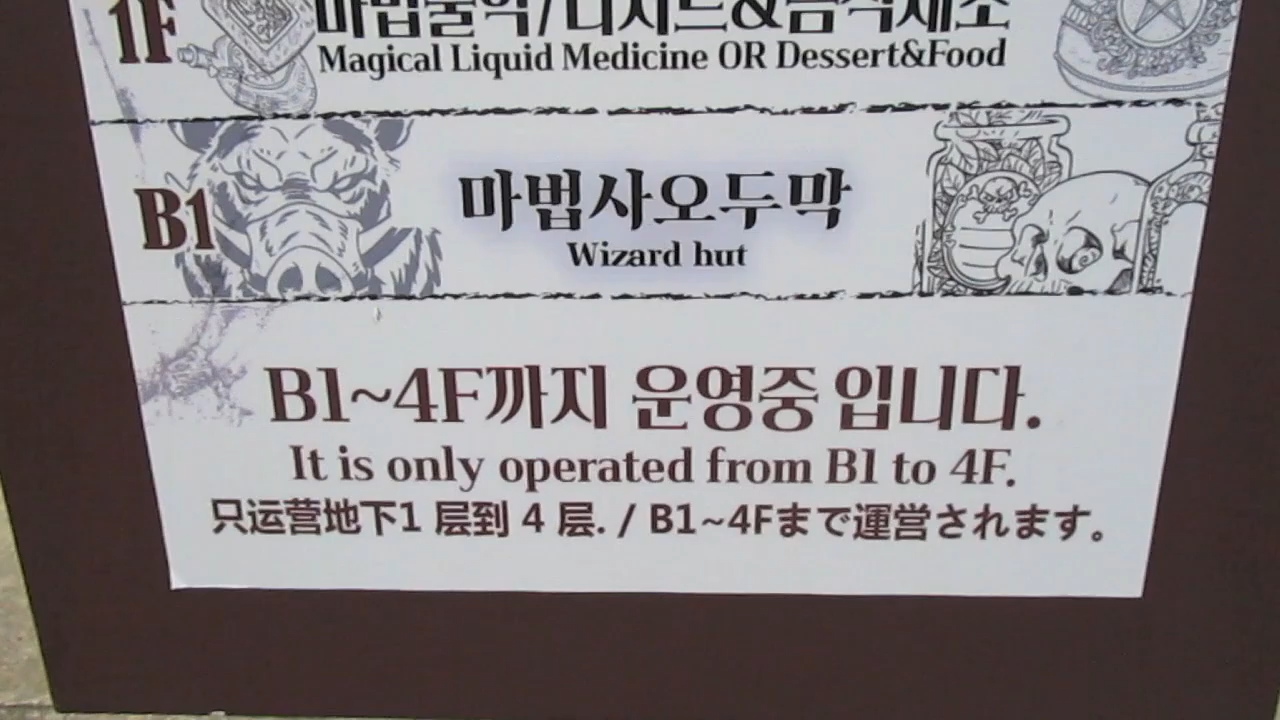 1F
마법물약/디저트&음식제조
Magical Liquid Medicine OR Dessert&Food
B1
마법사오두막
Wizard hut
B1~4F까지 운영중 입니다.
It is only operated from B1 to 4F.
只运营地下1 层到 4 层. / B1~4Fまで運営されます。